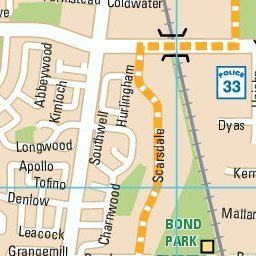 Coldwater
Abbeywood
Kimloch
Hurlingham
POLICE
33
Dyas
Southwell
Scarsdale
Longwood
Apollo
Tofino
Denlow
Charnwood
Leacock
Grangemill
BOND
PARK